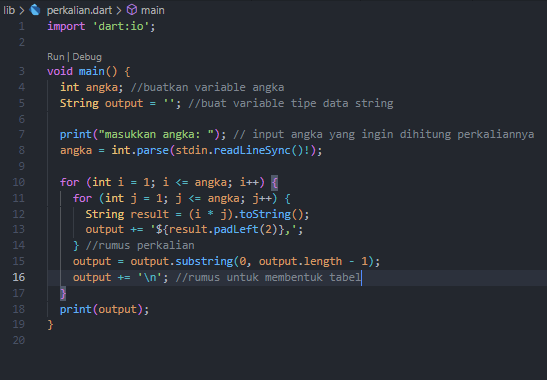 lib > perkalian.dart > main
1 import 'dart:io';
2
Run | Debug
3 void main() {
4 int angka; //buatkan variable angka
5 String output = ''; //buat variable tipe data string
6
7 print("masukkan angka: "); // input angka yang ingin dihitung perkaliannya
8 angka = int.parse(stdin.readLineSync()!);
9
10 for (int i = 1; i <= angka; i++) {
11 for (int j = 1; j <= angka; j++) {
12 String result = (i * j).toString();
13 output += '${result.padLeft(2)},';
14 } //rumus perkalian
15 output = output.substring(0, output.length - 1);
16 output += '\n'; //rumus untuk membentuk tabel
17 }
18 print(output);
19 }
20